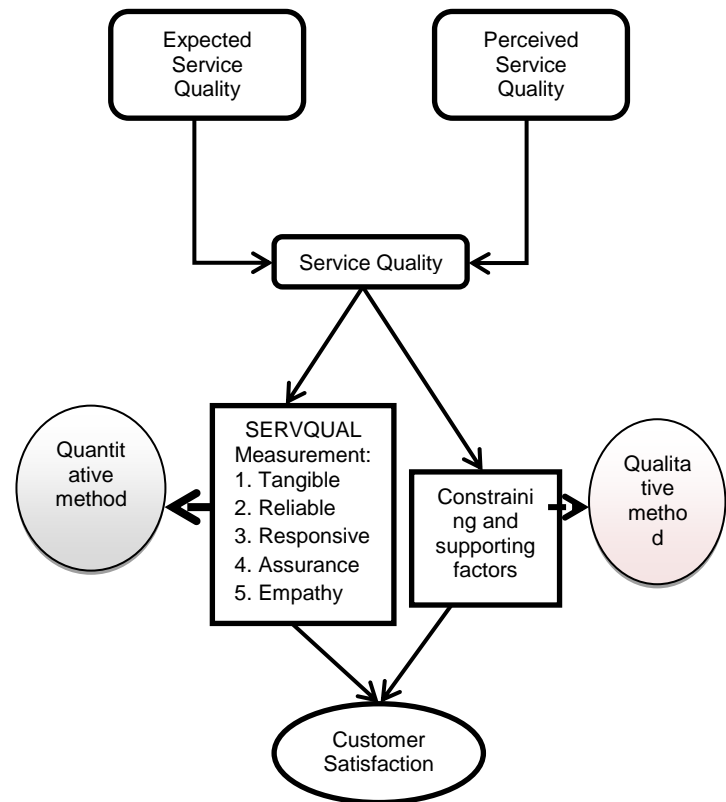 Expected
Service
Quality
Perceived
Service
Quality
Service Quality
SERVQUAL
Measurement:
1. Tangible
2. Reliable
3. Responsive
4. Assurance
5. Empathy
Quantit
ative
method
Constraini
ng and
supporting
factors
Qualita
tive
metho
d
Customer
Satisfaction